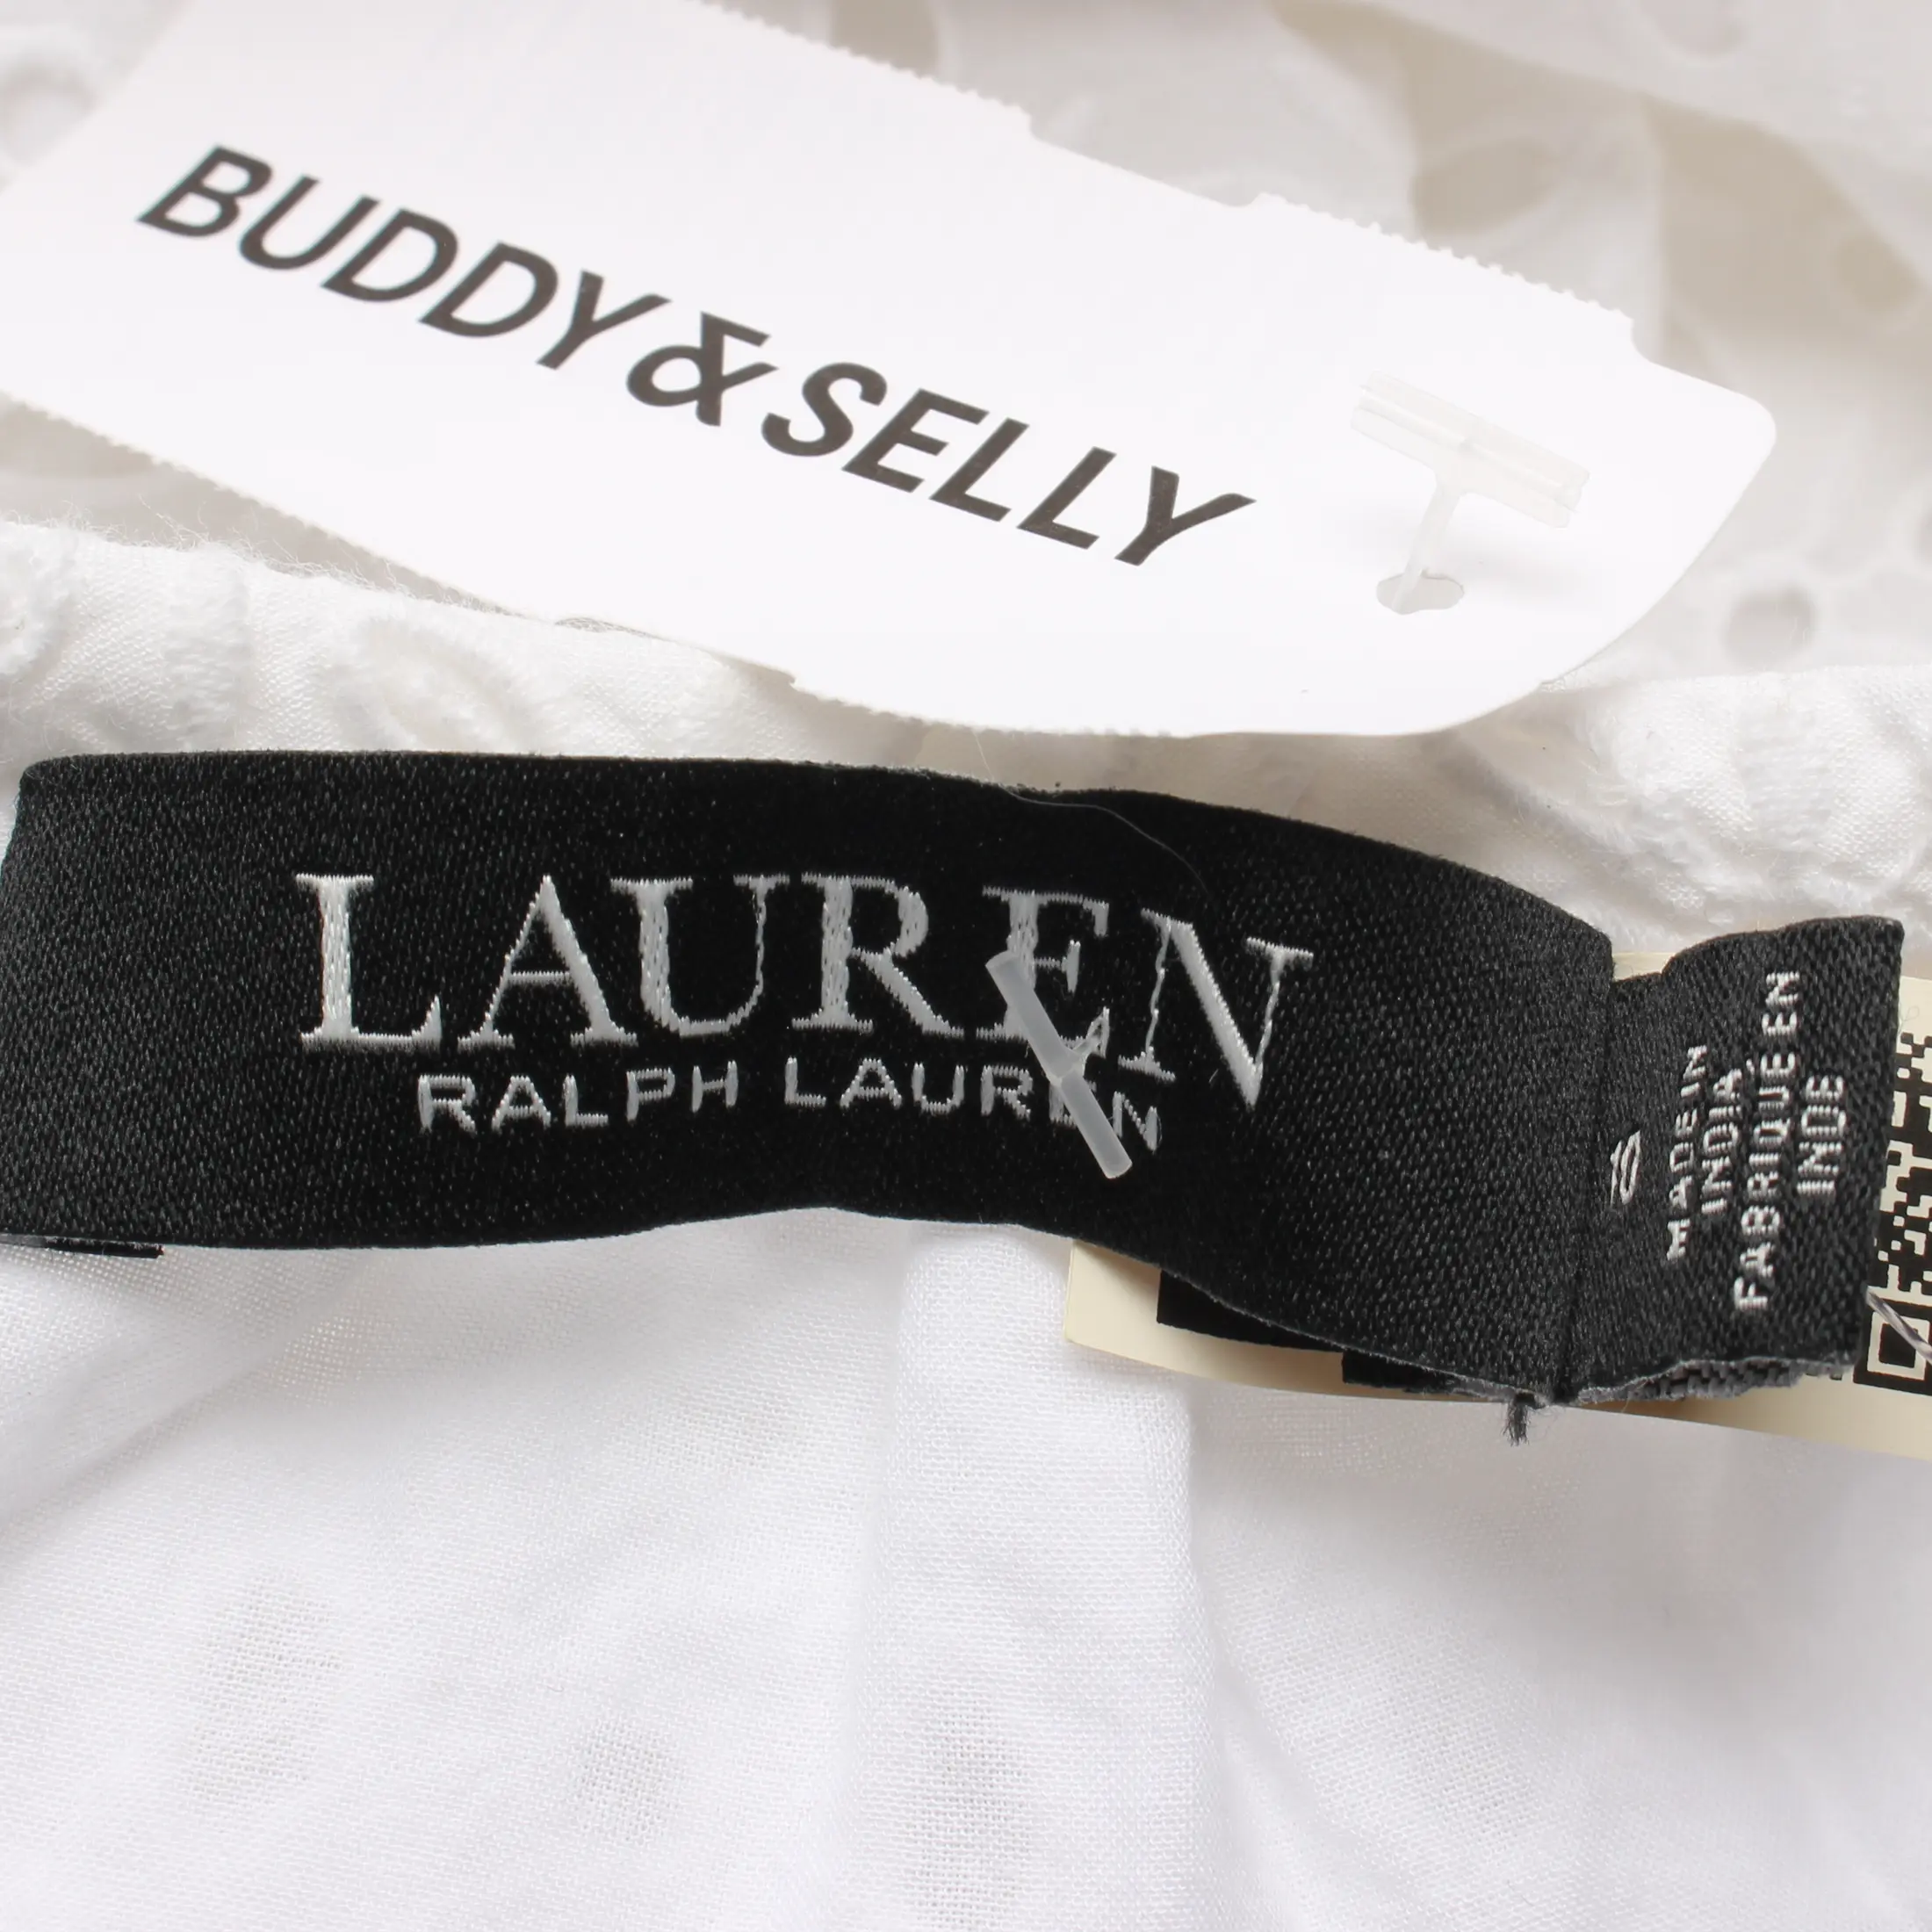 BUDDY & SELLY
LAUREN
RALPH LAUREN
10
MADE IN
INDIA
FABRIQUE EN
INDE